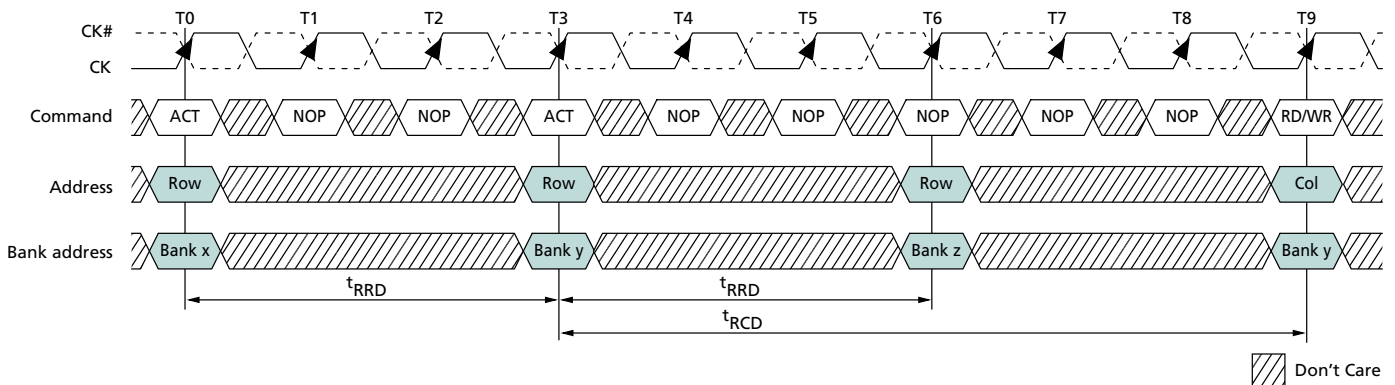 T0 T1 T2 T3 T4 T5 T6 T7 T8 T9
CK#
CK
Command ACT NOP NOP ACT NOP NOP NOP NOP NOP RD/WR
Address Row Row Row Col
Bank address Bank x Bank y Bank z Bank y
tRRD tRRD
tRCD
Don't Care